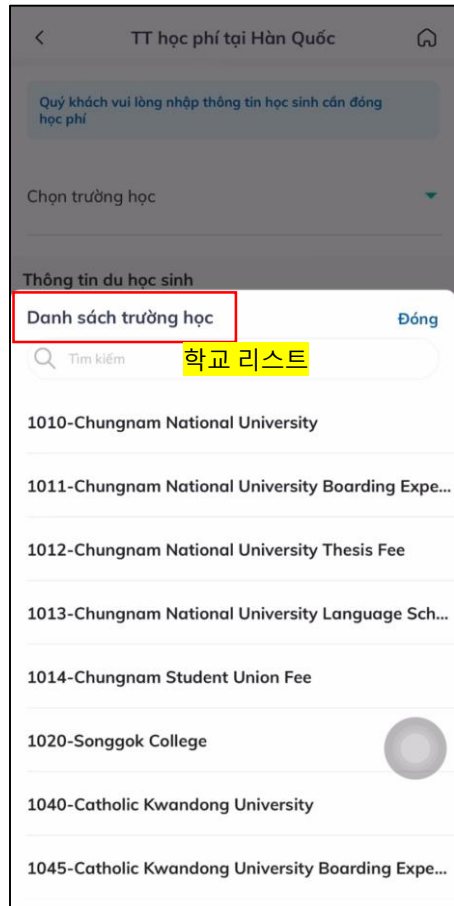 TT học phí tại Hàn Quốc
Quý khách vui lòng nhập thông tin học sinh cần đóng
học phí
Chọn trường học
Thông tin du học sinh
Danh sách trường học
Đóng
Tìm kiếm
학교 리스트
1010-Chungnam National University
1011-Chungnam National University Boarding Expe...
1012-Chungnam National University Thesis Fee
1013-Chungnam National University Language Sch...
1014-Chungnam Student Union Fee
1020-Songgok College
1040-Catholic Kwandong University
1045-Catholic Kwandong University Boarding Expe...